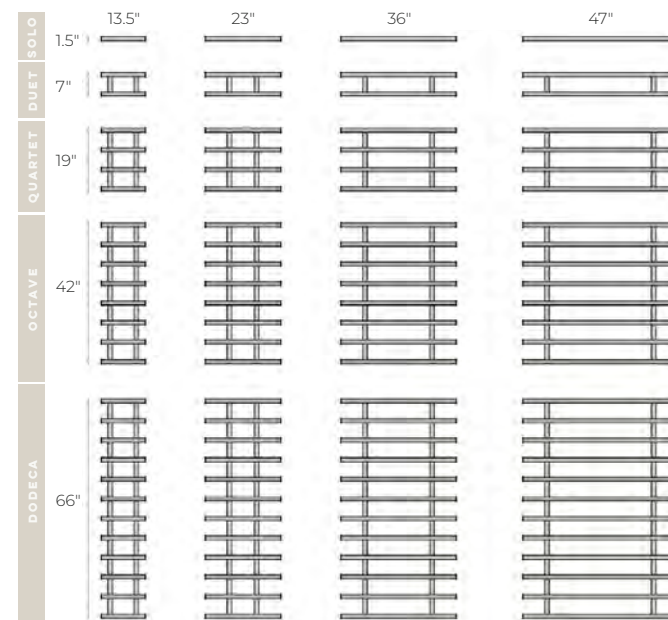 13.5" 23" 36" 47"
SOLO 1.5"
DUET 7"
QUARTET 19"
OCTAVE 42"
DODECA 66"